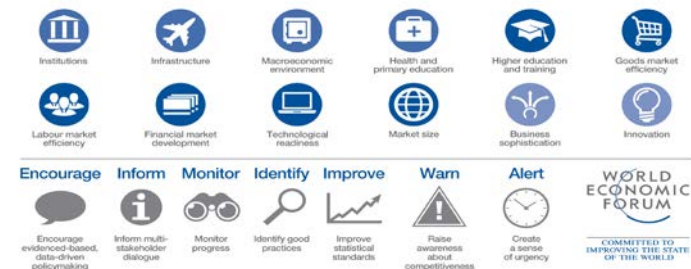 Institutions
Infrastructure
Macroeconomic
environment
Health and
primary education
Higher education
and training
Goods market
efficiency
Labour market
efficiency
Financial market
development
Technological
readiness
Market size
Business
sophistication
Innovation
Encourage
Inform
Monitor
Identify
Improve
Warn
Alert
Encourage
evidenced-based,
data-driven
policymaking
Inform multi-
stakeholder
dialogue
Monitor
progress
Identify good
practices
Improve
statistical
standards
Raise
awareness
about
competitiveness
Create
a sense
of urgency
WORLD
ECONOMIC
FORUM
COMMITTED TO
IMPROVING THE STATE
OF THE WORLD